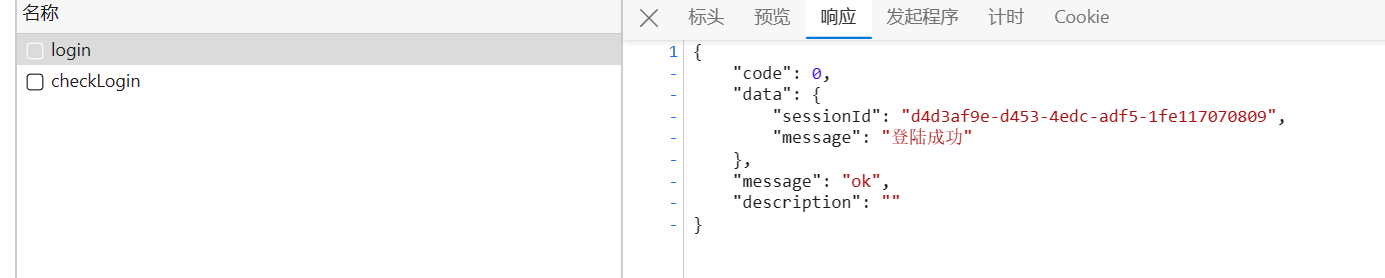 名称
login
checkLogin
标头 预览 响应 发起程序 计时 Cookie
1 {
- "code": 0,
- "data": {
- "sessionId": "d4d3af9e-d453-4edc-adf5-1fe117070809",
- "message": "登陆成功"
- },
- "message": "ok",
- "description": ""
- }